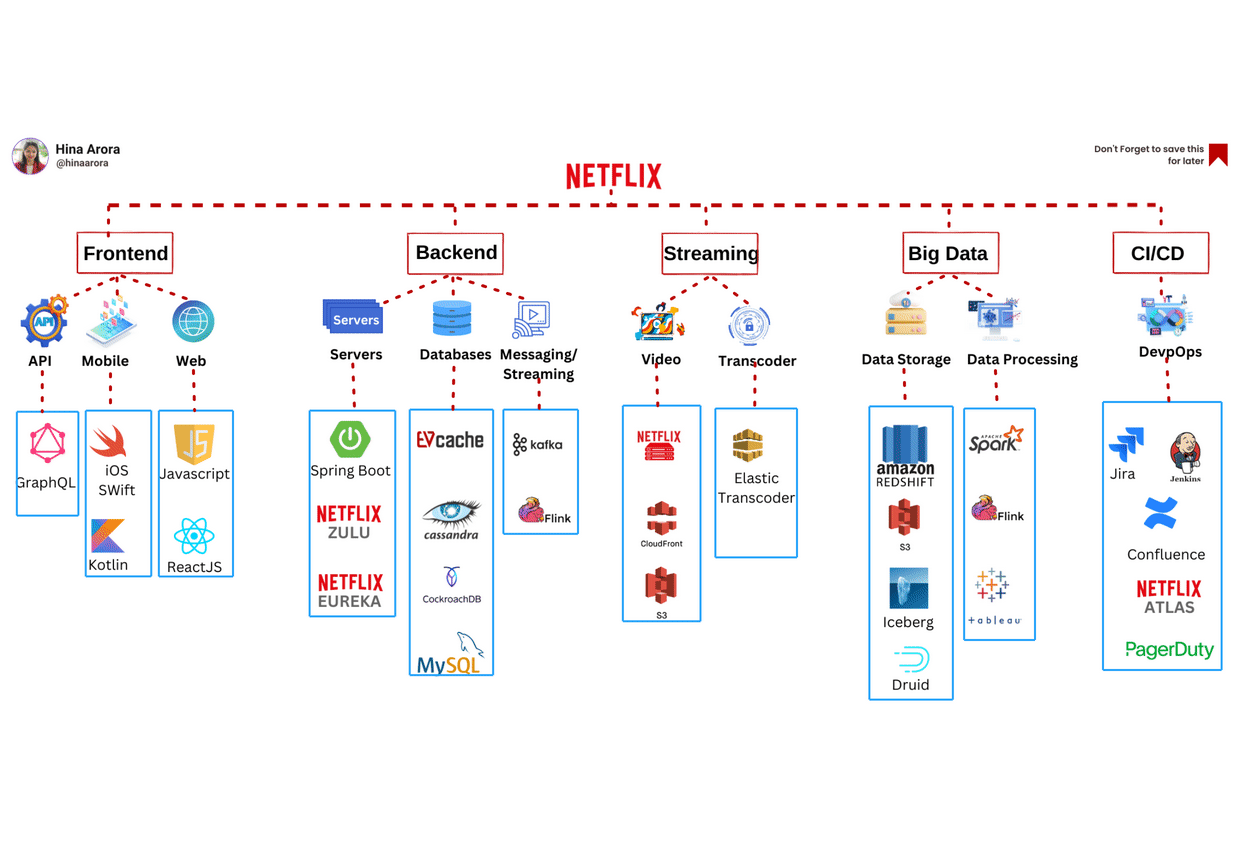 Hina Arora
@hinaarora
Don't Forget to save this
for later
NETFLIX
Frontend
Backend
Streaming
Big Data
CI/CD
API
Servers
API
Mobile
Web
Servers
Databases
Messaging/
Streaming
Video
Transcoder
Data Storage
Data Processing
DevpOps
GraphQL
iOS
SWift
Kotlin
JS
Javascript
ReactJS
Spring Boot
NETFLIX
ZULU
NETFLIX
EUREKA
EVcache
cassandra
CockroachDB
MySQL
kafka
Flink
NETFLIX
CloudFront
S3
Elastic
Transcoder
amazon
REDSHIFT
S3
Iceberg
Druid
APACHE
Spark
Flink
+ableau
Jira
Jenkins
Confluence
NETFLIX
ATLAS
PagerDuty